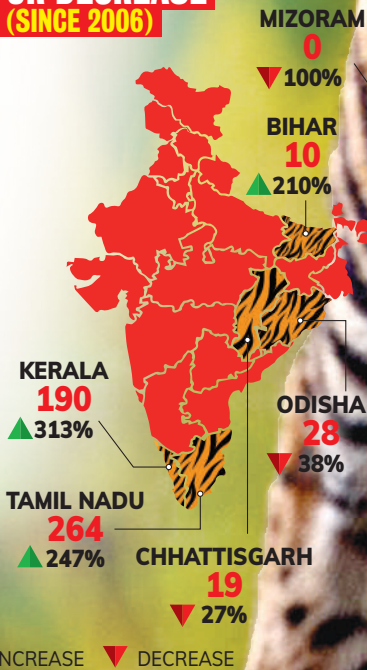 (SINCE 2006)
MIZORAM
0
100%
BIHAR
10
210%
KERALA
190
313%
ODISHA
28
38%
TAMIL NADU
264
247%
CHHATTISGARH
19
27%
DECREASE